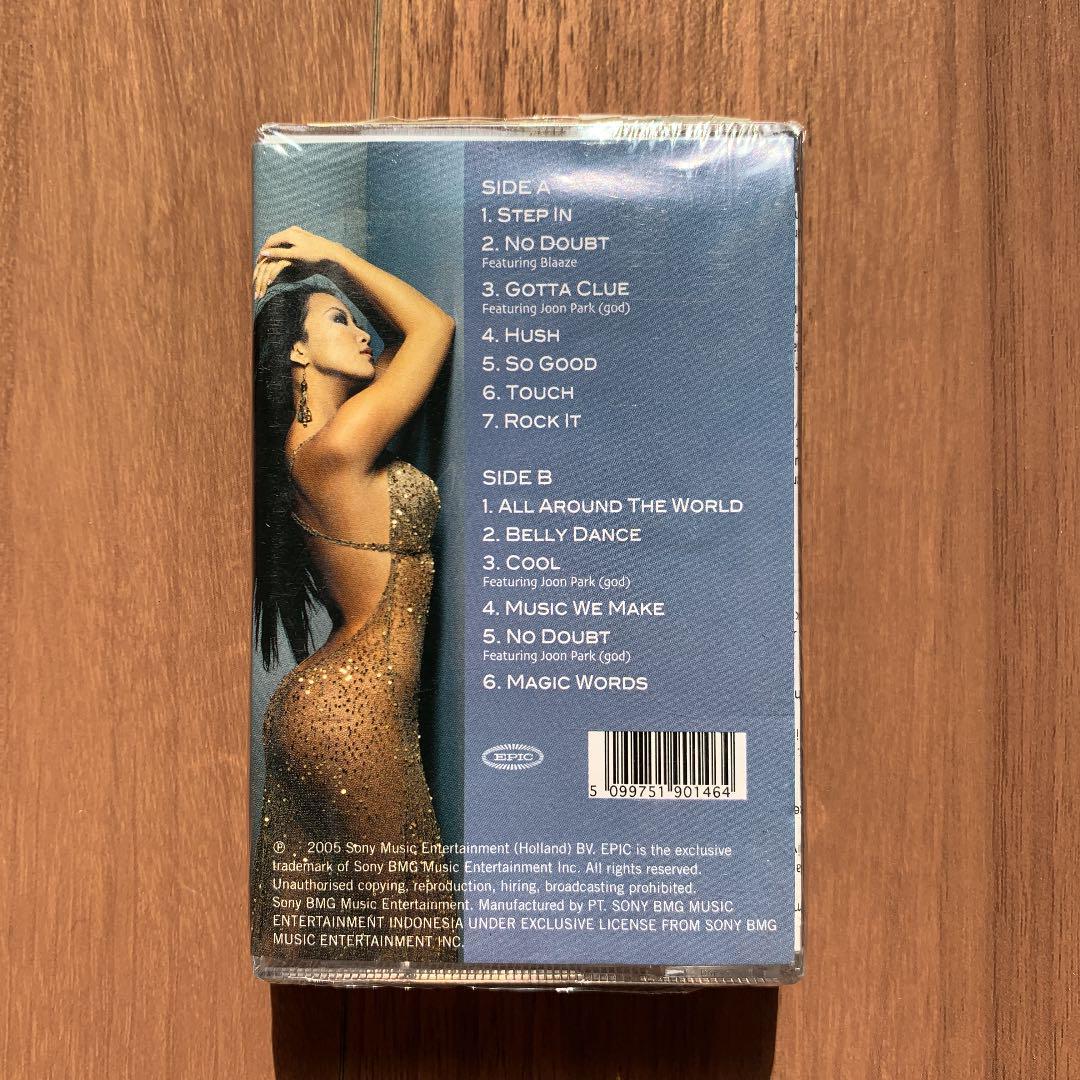 SIDE A
1. STEP IN
2. NO DOUBT
Featuring Blaaze
3. GOTTA CLUE
Featuring Joon Park (god)
4. HUSH
5. SO GOOD
6. TOUCH
7. ROCK IT
SIDE B
1. ALL AROUND THE WORLD
2. BELLY DANCE
3. COOL
Featuring Joon Park (god)
4. MUSIC WE MAKE
5. NO DOUBT
Featuring Joon Park (god)
6. MAGIC WORDS
EPIC
5 099751 901464
℗ 2005 Sony Music Entertainment (Holland) BV. EPIC is the exclusive
trademark of Sony BMG Music Entertainment Inc. All rights reserved.
Unauthorised copying, reproduction, hiring, broadcasting prohibited.
Sony BMG Music Entertainment. Manufactured by PT. SONY BMG MUSIC
ENTERTAINMENT INDONESIA UNDER EXCLUSIVE LICENSE FROM SONY BMG
MUSIC ENTERTAINMENT INC.